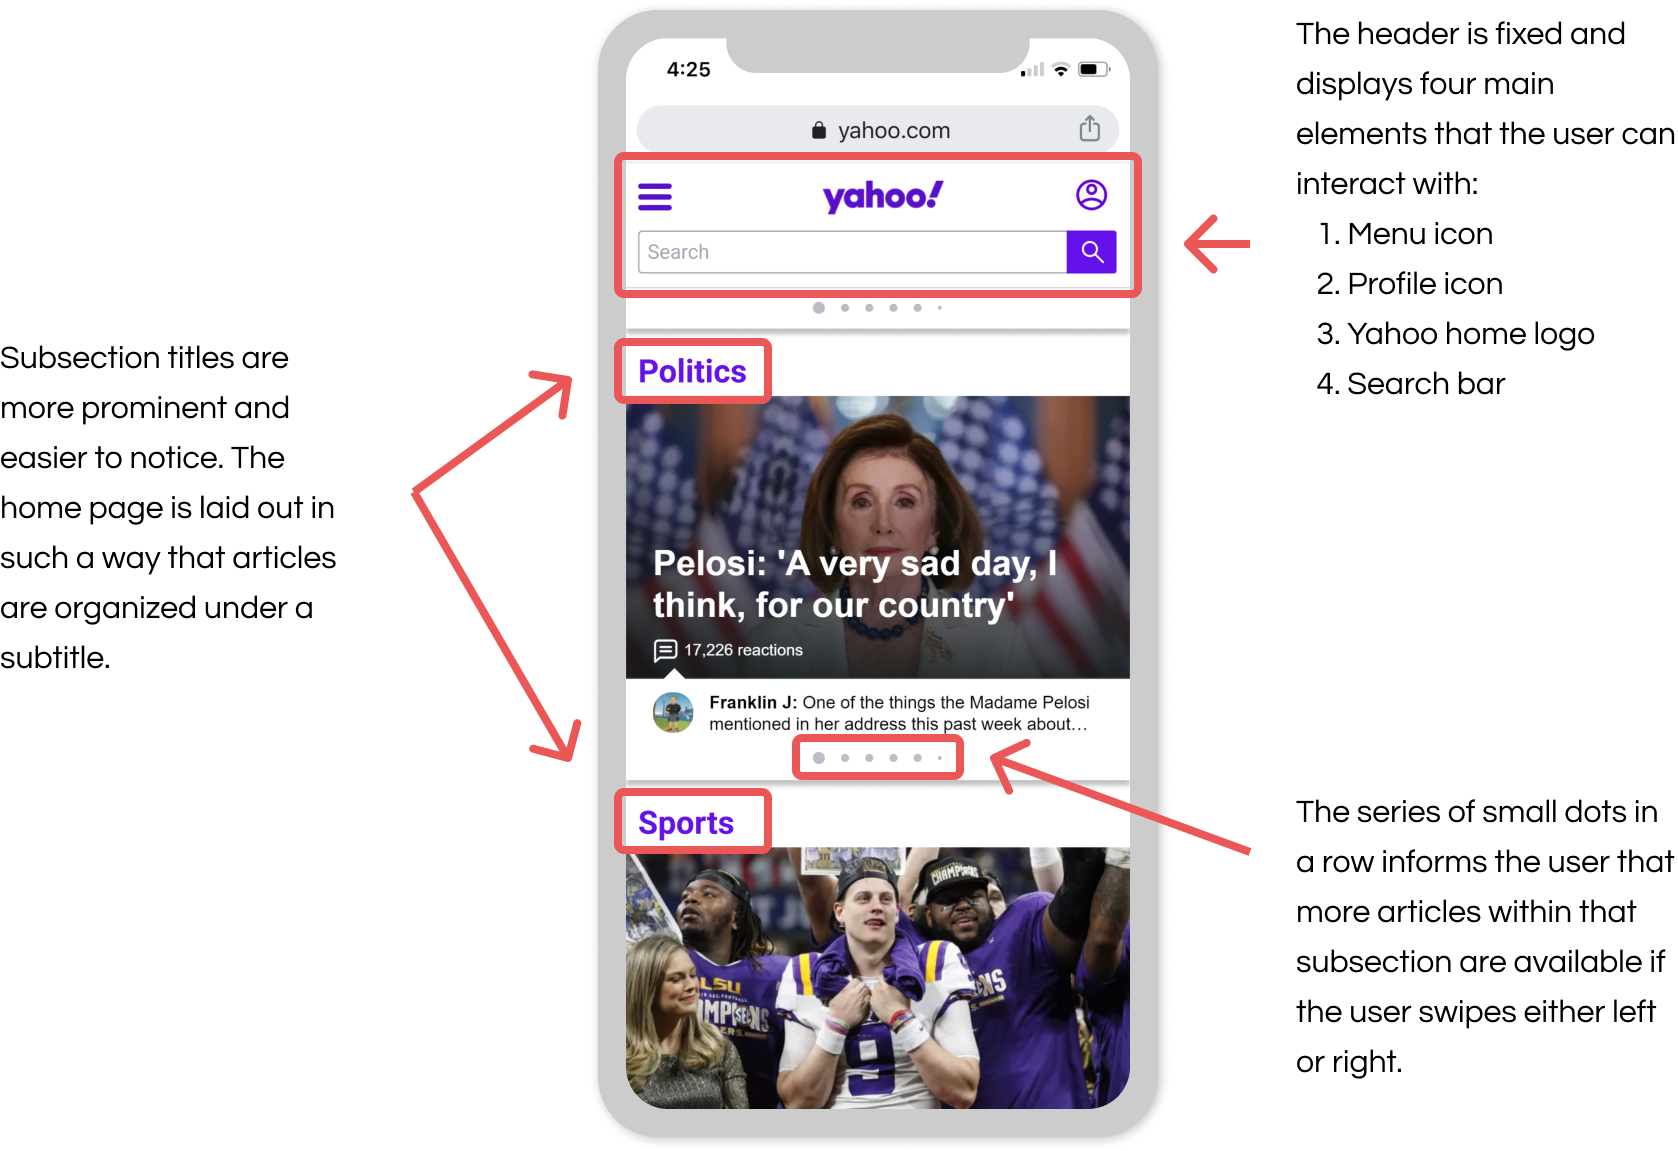 4:25
yahoo.com
yahoo!
Search
Politics
Pelosi: 'A very sad day, I
think, for our country'
17,226 reactions
Franklin J: One of the things the Madame Pelosi
mentioned in her address this past week about…
Sports
CHAMPIONS
LSU
9
Subsection titles are
more prominent and
easier to notice. The
home page is laid out in
such a way that articles
are organized under a
subtitle.
The header is fixed and
displays four main
elements that the user can
interact with:
1. Menu icon
2. Profile icon
3. Yahoo home logo
4. Search bar
The series of small dots in
a row informs the user that
more articles within that
subsection are available if
the user swipes either left
or right.